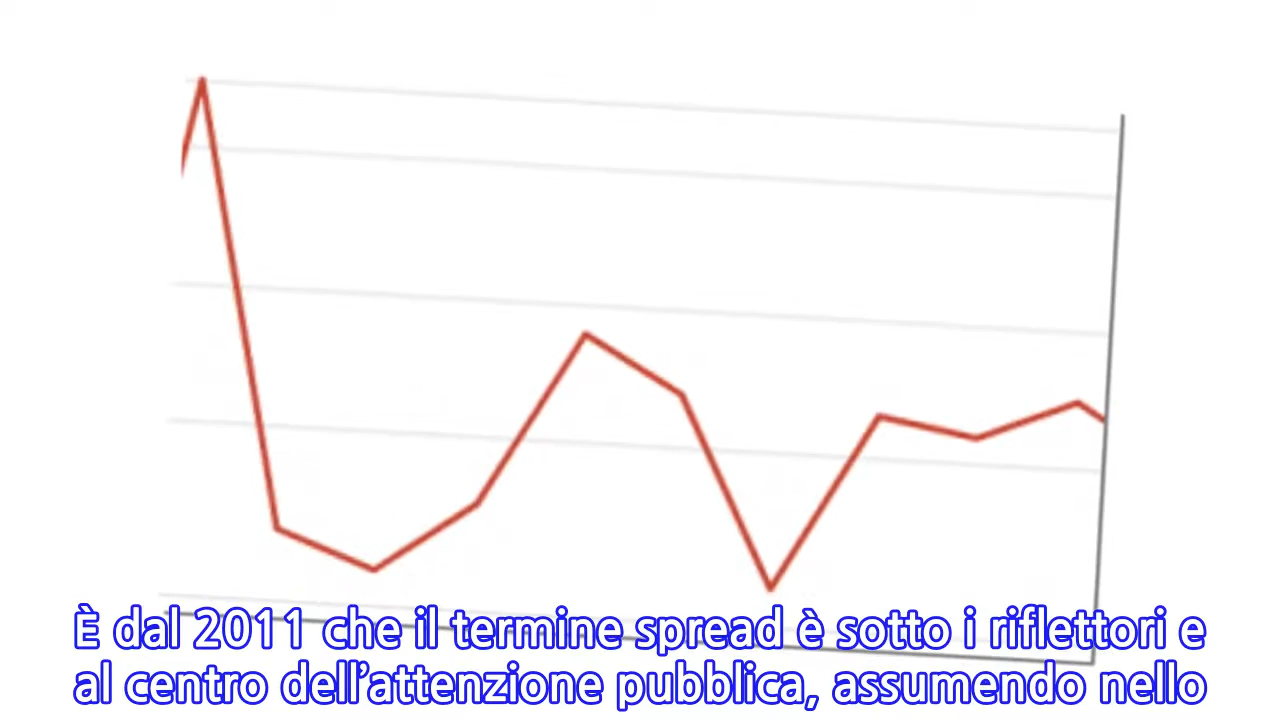 È dal 2011 che il termine spread è sotto i riflettori e
al centro dell’attenzione pubblica, assumendo nello